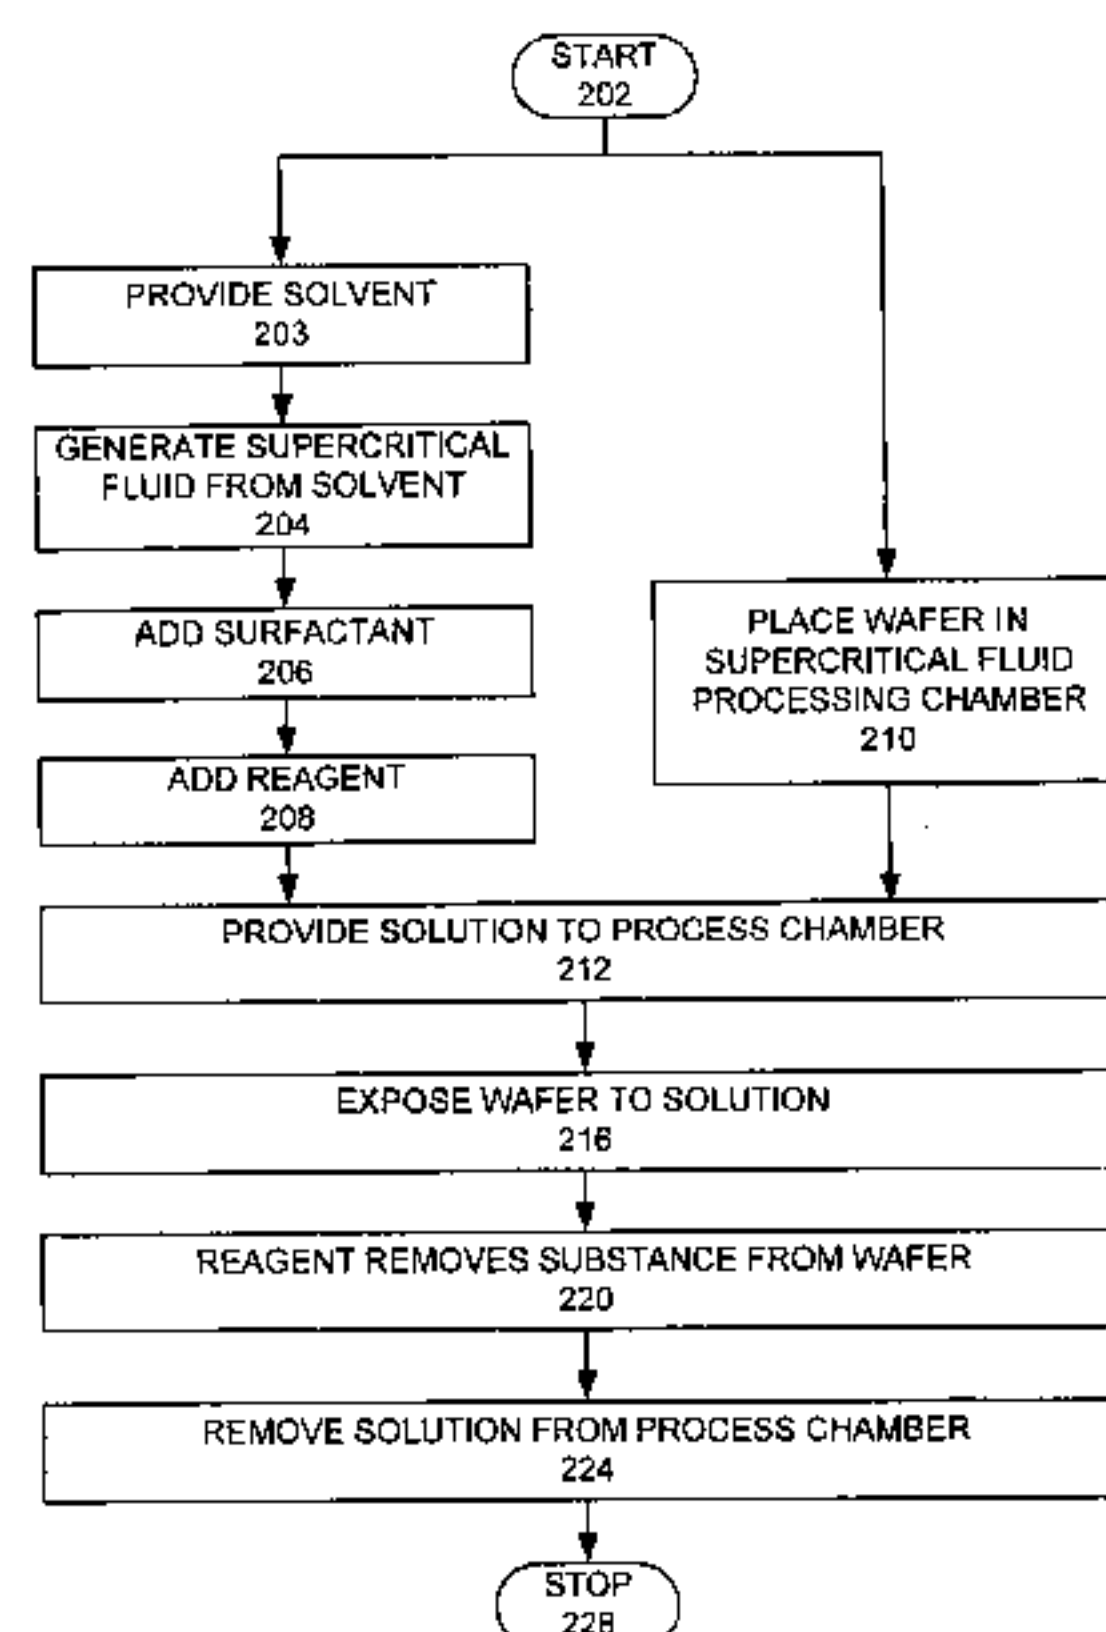 START
202
PROVIDE SOLVENT
203
GENERATE SUPERCRITICAL
FLUID FROM SOLVENT
204
ADD SURFACTANT
206
ADD REAGENT
208
PLACE WAFER IN
SUPERCRITICAL FLUID
PROCESSING CHAMBER
210
PROVIDE SOLUTION TO PROCESS CHAMBER
212
EXPOSE WAFER TO SOLUTION
216
REAGENT REMOVES SUBSTANCE FROM WAFER
220
REMOVE SOLUTION FROM PROCESS CHAMBER
224
STOP
228